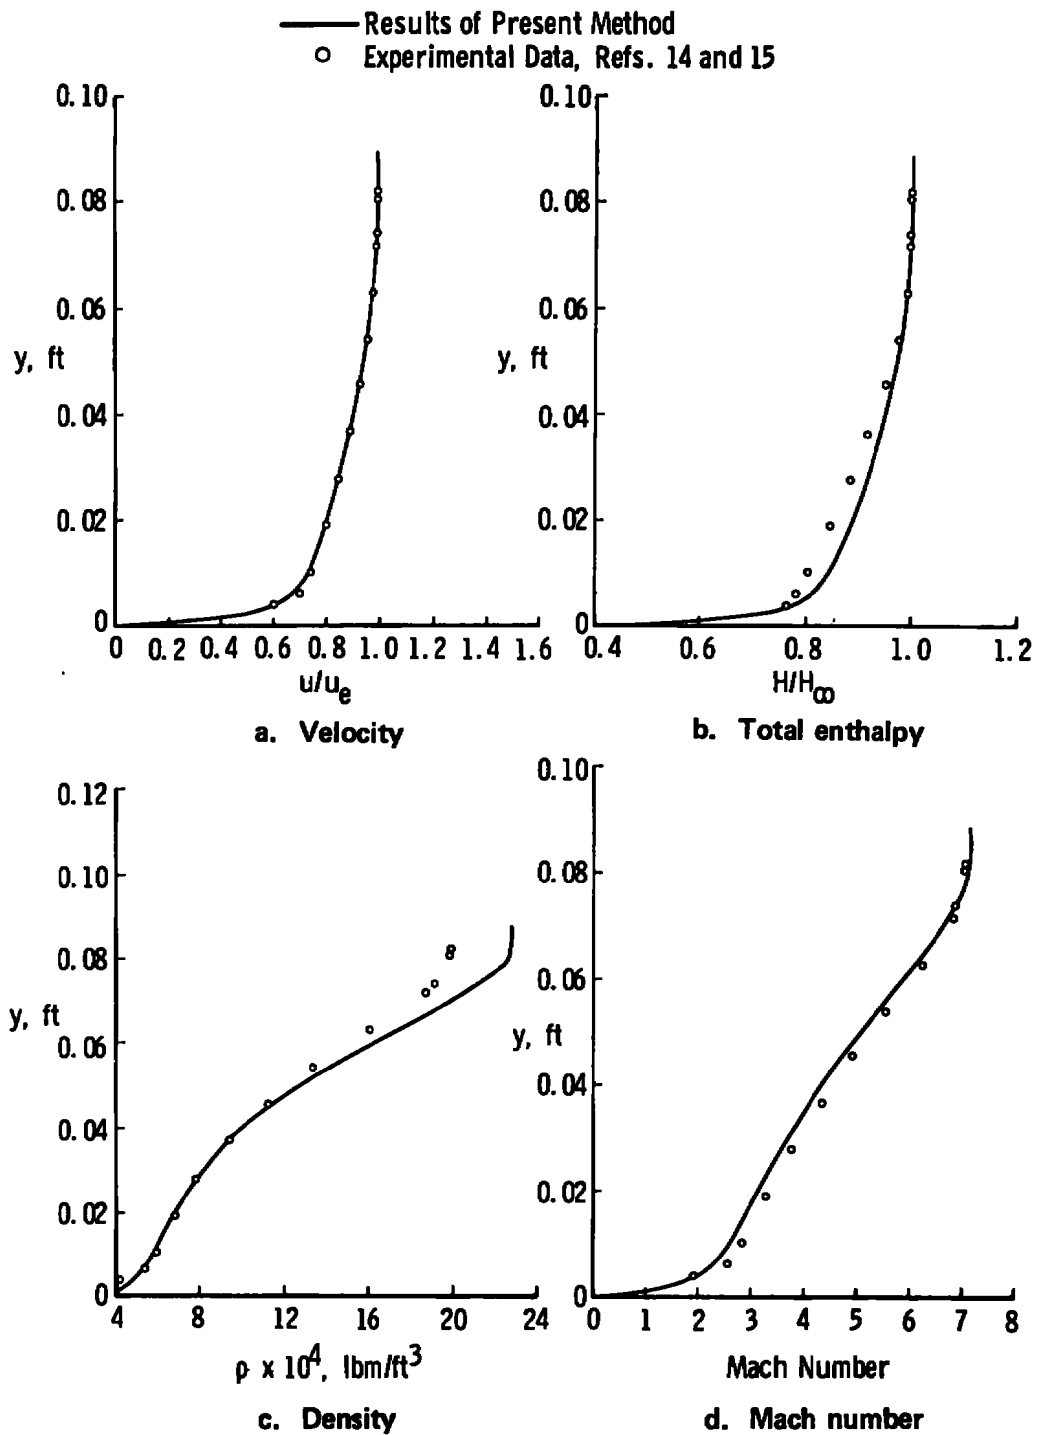 Results of Present Method
Experimental Data, Refs. 14 and 15
0.10
0.08
0.06
y, ft
0.04
0.02
0
0 0.2 0.4 0.6 0.8 1.0 1.2 1.4 1.6
u/u_e
a. Velocity
0.10
0.08
0.06
y, ft
0.04
0.02
0
0.4 0.6 0.8 1.0 1.2
H/H_∞
b. Total enthalpy
0.12
0.10
0.08
y, ft
0.06
0.04
0.02
0
4 8 12 16 20 24
ρ x 10^4, lbm/ft^3
c. Density
0.10
0.08
0.06
y, ft
0.04
0.02
0
0 1 2 3 4 5 6 7 8
Mach Number
d. Mach number